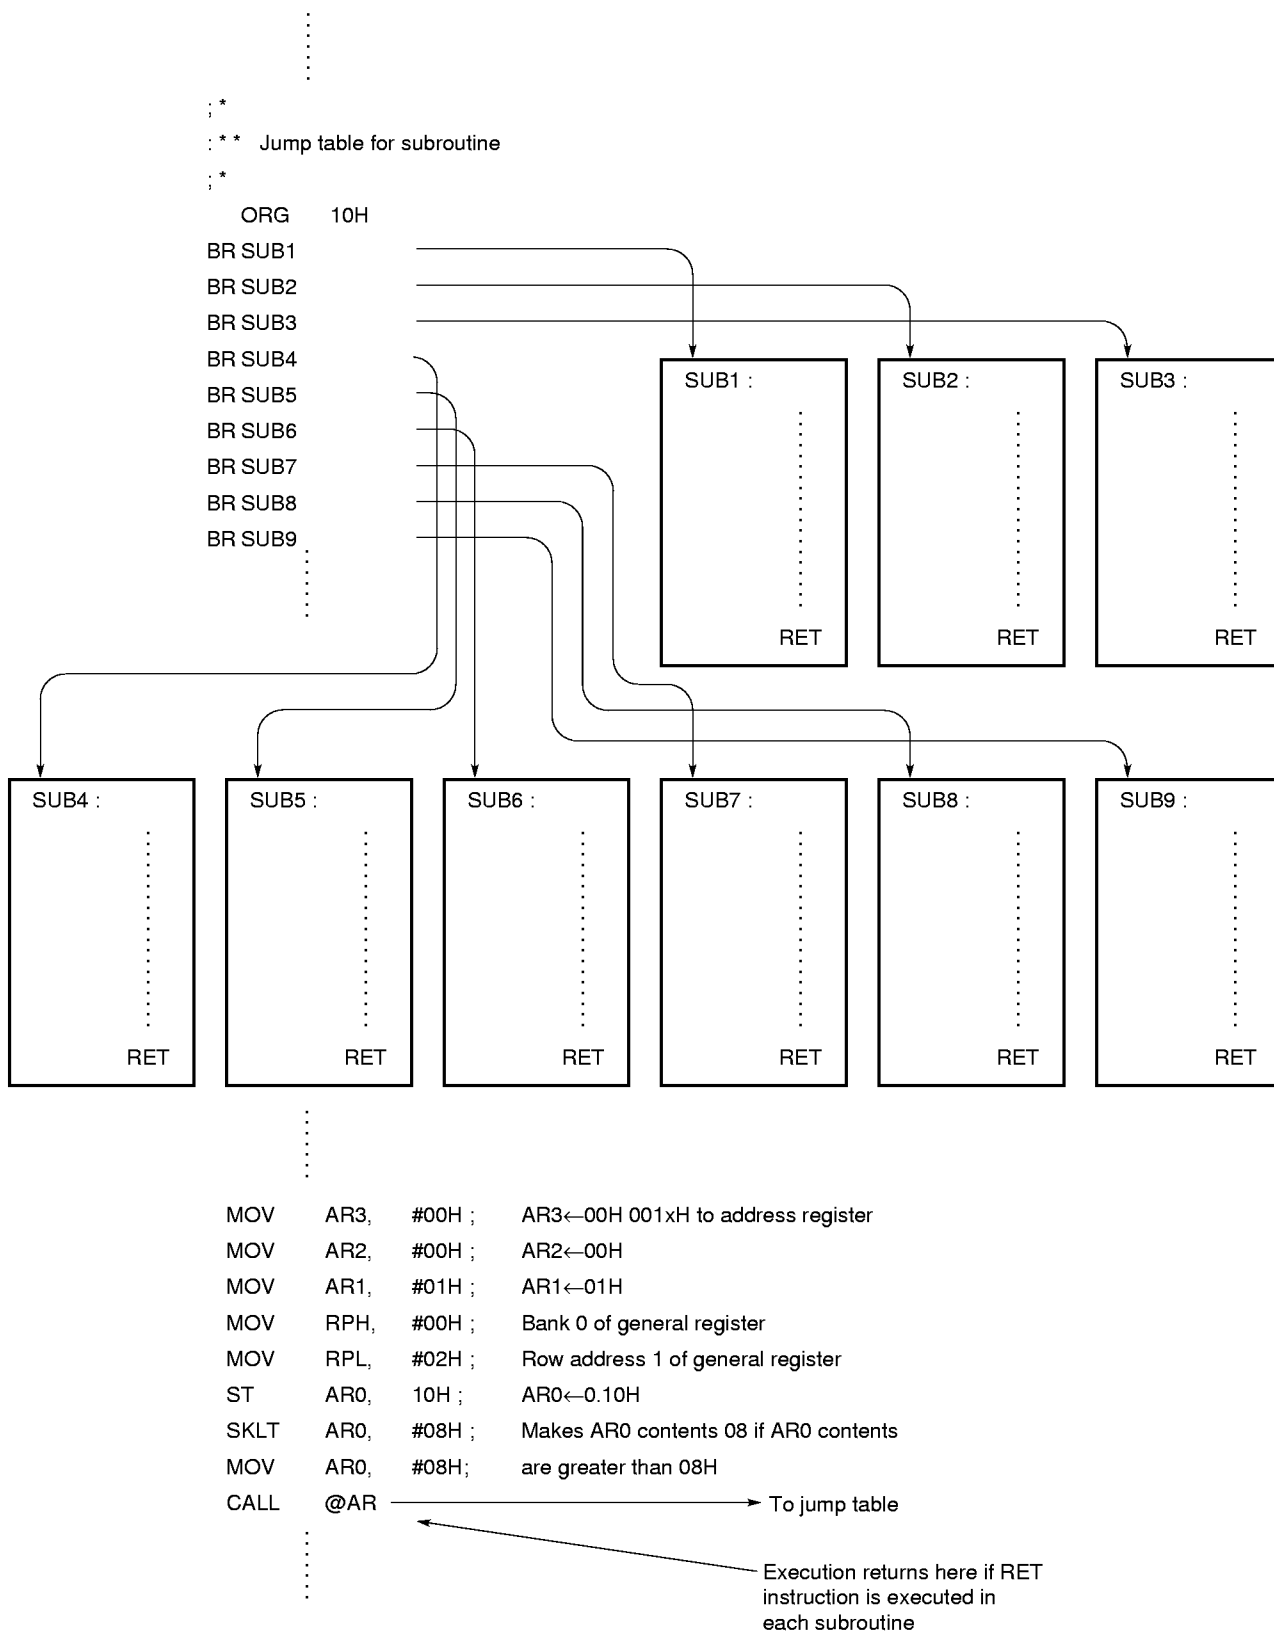 ; *
: * * Jump table for subroutine
; *
ORG 10H
BR SUB1
BR SUB2
BR SUB3
BR SUB4
BR SUB5
BR SUB6
BR SUB7
BR SUB8
BR SUB9
SUB1 :
SUB2 :
SUB3 :
RET
RET
RET
SUB4 :
SUB5 :
SUB6 :
SUB7 :
SUB8 :
SUB9 :
RET
RET
RET
RET
RET
RET
MOV AR3, #00H ; AR3←00H 001xH to address register
MOV AR2, #00H ; AR2←00H
MOV AR1, #01H ; AR1←01H
MOV RPH, #00H ; Bank 0 of general register
MOV RPL, #02H ; Row address 1 of general register
ST AR0, 10H ; AR0←0.10H
SKLT AR0, #08H ; Makes AR0 contents 08 if AR0 contents
MOV AR0, #08H; are greater than 08H
CALL @AR To jump table
Execution returns here if RET
instruction is executed in
each subroutine